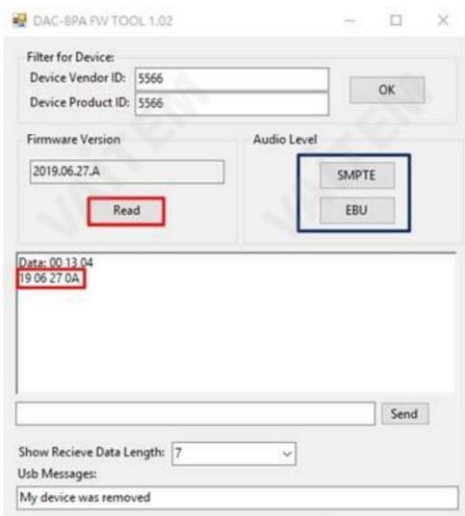 DAC-8PA FW TOOL 1.02
Filter for Device:
Device Vendor ID: 5566
Device Product ID: 5566
OK
Firmware Version
2019.06.27.A
Read
Audio Level
SMPTE
EBU
Data: 00 13 04
19 06 27 0A
Send
Show Recieve Data Length: 7
Usb Messages:
My device was removed